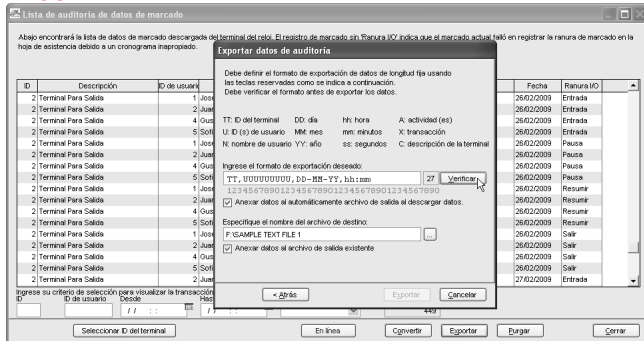 Lista de auditoría de datos de marcado
Abajo encontrará la lista de datos de marcado descargada del terminal del reloj. El registro de marcado sin 'Ranura I/O' indica que el marcado actual falló en registrar la ranura de marcado en la
hoja de asistencia debido a un cronograma inapropiado.
Exportar datos de auditoría
Debe definir el formato de exportación de datos de longitud fija usando
las teclas reservadas como se indica a continuación.
Debe verificar el formato antes de exportar los datos.
TT: ID del terminal DD: día hh: hora A: actividad (es)
U: ID (s) de usuario MM: mes mm: minutos X: transacción
N: nombre de usuario YY: año ss: segundos C: descripción de la terminal
Ingrese el formato de exportación deseado:
TT,UUUUUUUUU,DD-MM-YY,hh:mm 27 Verificar
1234567890123456789012345678901234567890
Anexar datos al automáticamente archivo de salida al descargar datos.
Especifique el nombre del archivo de destino:
F:\SAMPLE TEXT FILE 1 ...
Anexar datos al archivo de salida existente
< Atrás Exportar Cancelar
ID Descripción ID de usuario Fecha Ranura I/O
2 Terminal Para Salida 1 José 26/02/2009 Entrada
2 Terminal Para Salida 2 Juan 26/02/2009 Entrada
2 Terminal Para Salida 4 Gus 26/02/2009 Entrada
2 Terminal Para Salida 5 Sofí 26/02/2009 Entrada
2 Terminal Para Salida 1 José 26/02/2009 Pausa
2 Terminal Para Salida 2 Juan 26/02/2009 Pausa
2 Terminal Para Salida 4 Gus 26/02/2009 Pausa
2 Terminal Para Salida 5 Sofí 26/02/2009 Pausa
2 Terminal Para Salida 1 José 26/02/2009 Resumir
2 Terminal Para Salida 2 Juan 26/02/2009 Resumir
2 Terminal Para Salida 4 Gus 26/02/2009 Resumir
2 Terminal Para Salida 5 Sofí 26/02/2009 Resumir
2 Terminal Para Salida 1 José 26/02/2009 Salir
2 Terminal Para Salida 2 Juan 26/02/2009 Salir
2 Terminal Para Salida 4 Gus 26/02/2009 Salir
2 Terminal Para Salida 5 Sofí 26/02/2009 Salir
2 Terminal Para Salida 2 Juan 27/02/2009 Entrada
Ingrese su criterio de selección para visualizar la transacción
ID ID de usuario Desde Has
/ / : : / / : : 449
Seleccionar ID del terminal En línea Convertir Exportar Purgar Cerrar